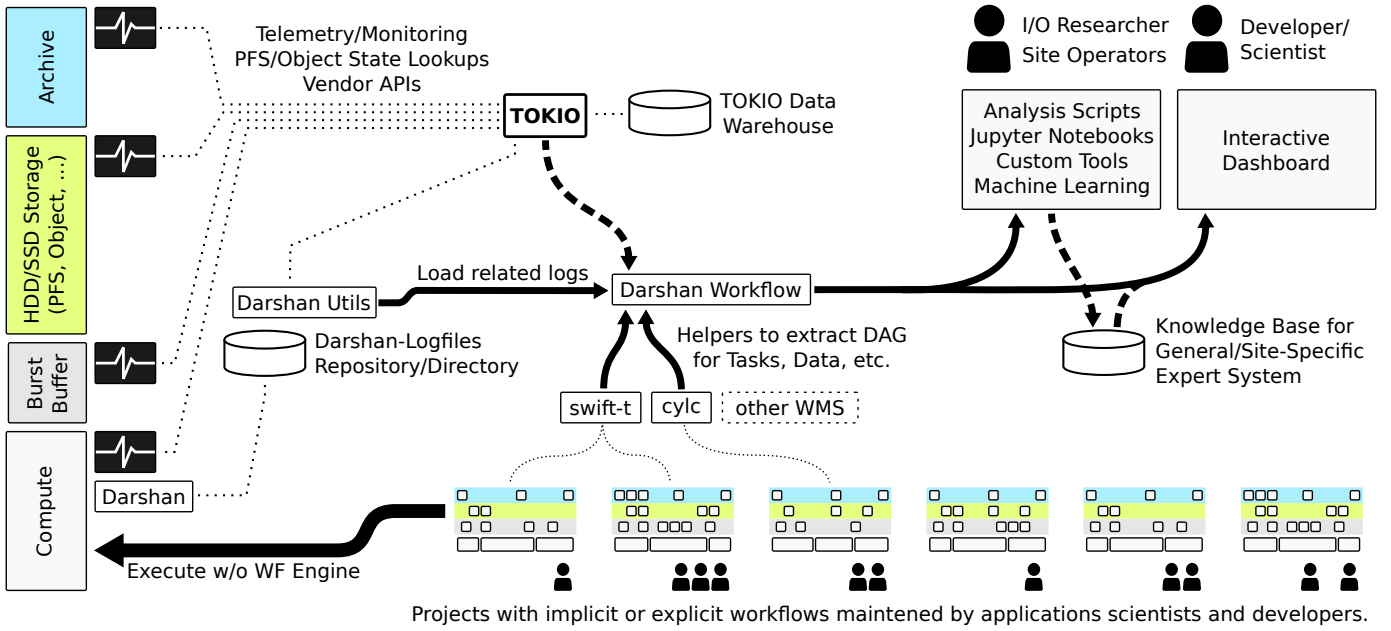 Archive
HDD/SSD Storage
(PFS, Object, ...)
Burst
Buffer
Compute
Telemetry/Monitoring
PFS/Object State Lookups
Vendor APIs
TOKIO
TOKIO Data
Warehouse
I/O Researcher
Site Operators
Developer/
Scientist
Analysis Scripts
Jupyter Notebooks
Custom Tools
Machine Learning
Interactive
Dashboard
Load related logs
Darshan Utils
Darshan Workflow
Darshan-Logfiles
Repository/Directory
Helpers to extract DAG
for Tasks, Data, etc.
Knowledge Base for
General/Site-Specific
Expert System
swift-t
cylc
other WMS
Darshan
Execute w/o WF Engine
Projects with implicit or explicit workflows maintened by applications scientists and developers.